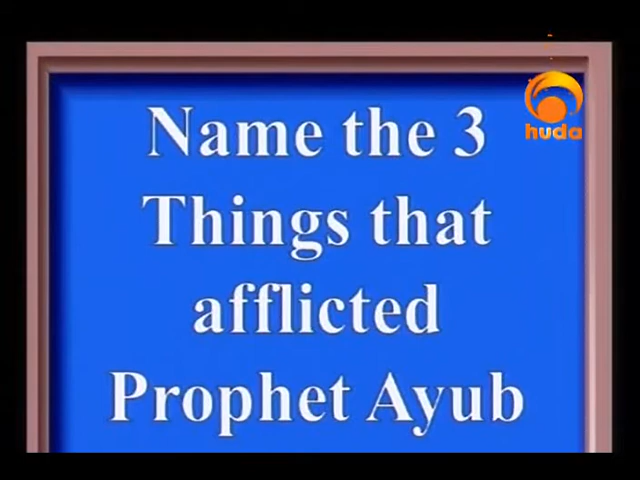 Name the 3
Things that
afflicted
Prophet Ayub
huda